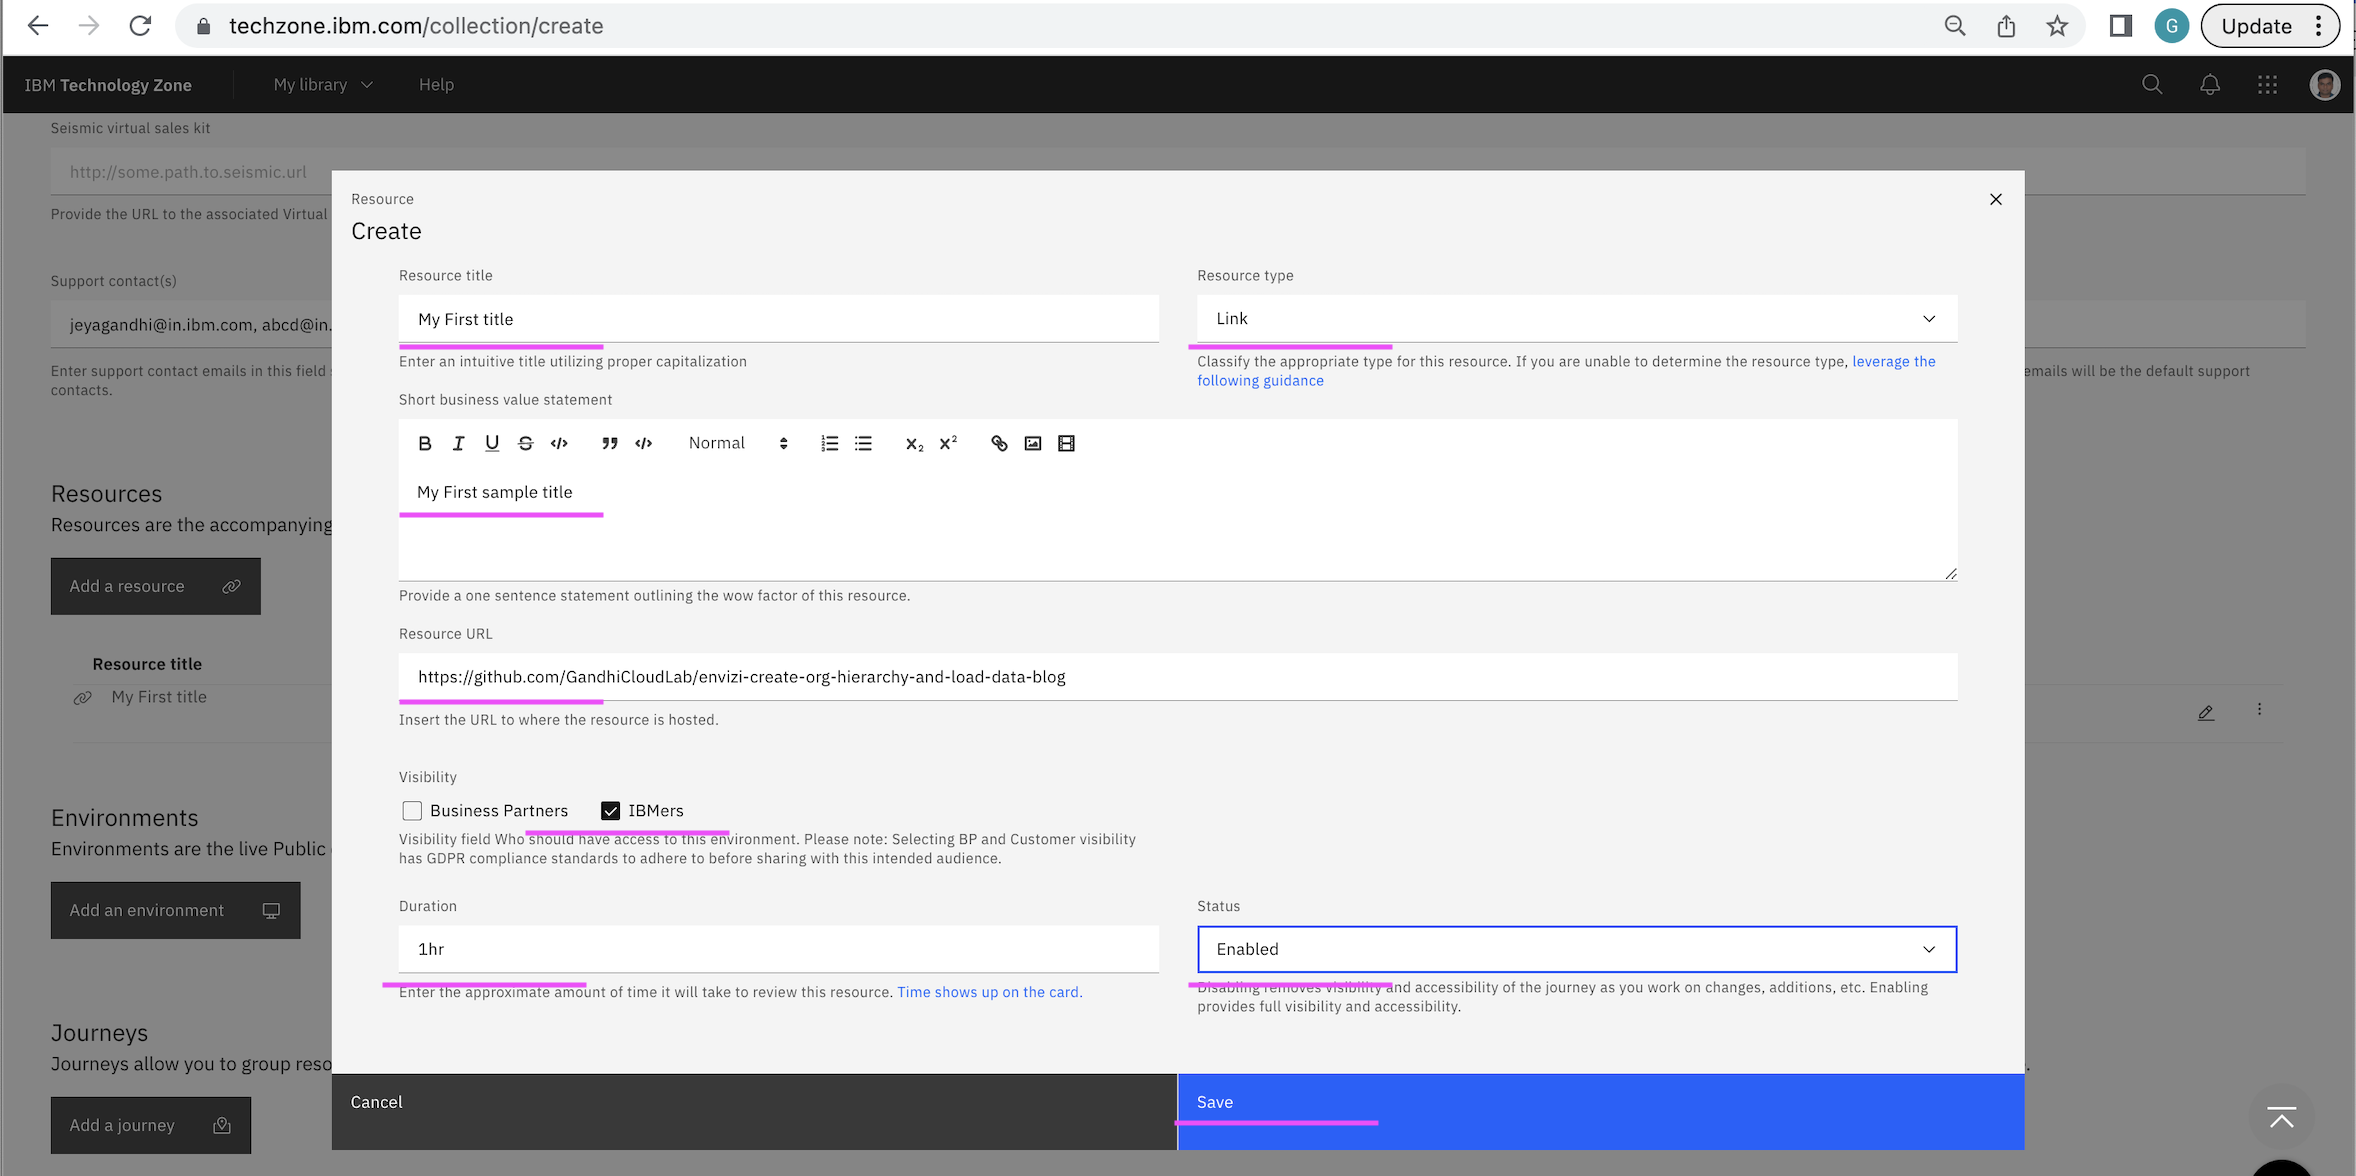 techzone.ibm.com/collection/create
G
Update
IBM Technology Zone
My library
Help
Seismic virtual sales kit
http://some.path.to.seismic.url
Provide the URL to the associated Virtual
Support contact(s)
jeyagandhi@in.ibm.com, abcd@in.
Enter support contact emails in this field
emails will be the default support
contacts.
Resources
Resources are the accompanying
Add a resource
Resource title
My First title
Environments
Environments are the live Public
Add an environment
Journeys
Journeys allow you to group reso
Add a journey
Resource
Create
Resource title
My First title
Enter an intuitive title utilizing proper capitalization
Resource type
Link
Classify the appropriate type for this resource. If you are unable to determine the resource type, leverage the
following guidance
Short business value statement
B I U S </> ” </> Normal x₂ x²
My First sample title
Provide a one sentence statement outlining the wow factor of this resource.
Resource URL
https://github.com/GandhiCloudLab/envizi-create-org-hierarchy-and-load-data-blog
Insert the URL to where the resource is hosted.
Visibility
Business Partners
IBMers
Visibility field Who should have access to this environment. Please note: Selecting BP and Customer visibility
has GDPR compliance standards to adhere to before sharing with this intended audience.
Duration
1hr
Enter the approximate amount of time it will take to review this resource. Time shows up on the card.
Status
Enabled
Disabling removes visibility and accessibility of the journey as you work on changes, additions, etc. Enabling
provides full visibility and accessibility.
Cancel
Save